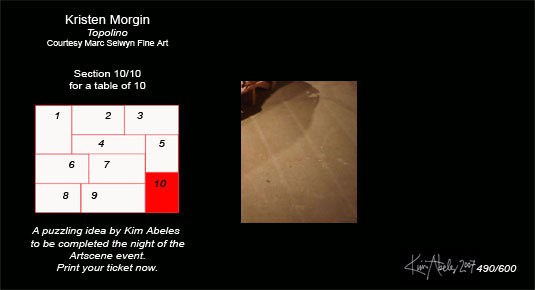 Kristen Morgin
Topolino
Courtesy Marc Selwyn Fine Art
Section 10/10
for a table of 10
1 2 3
4 5
6 7
10
8 9
A puzzling idea by Kim Abeles
to be completed the night of the
Artscene event.
Print your ticket now.
Kim Abeles 2007 490/600